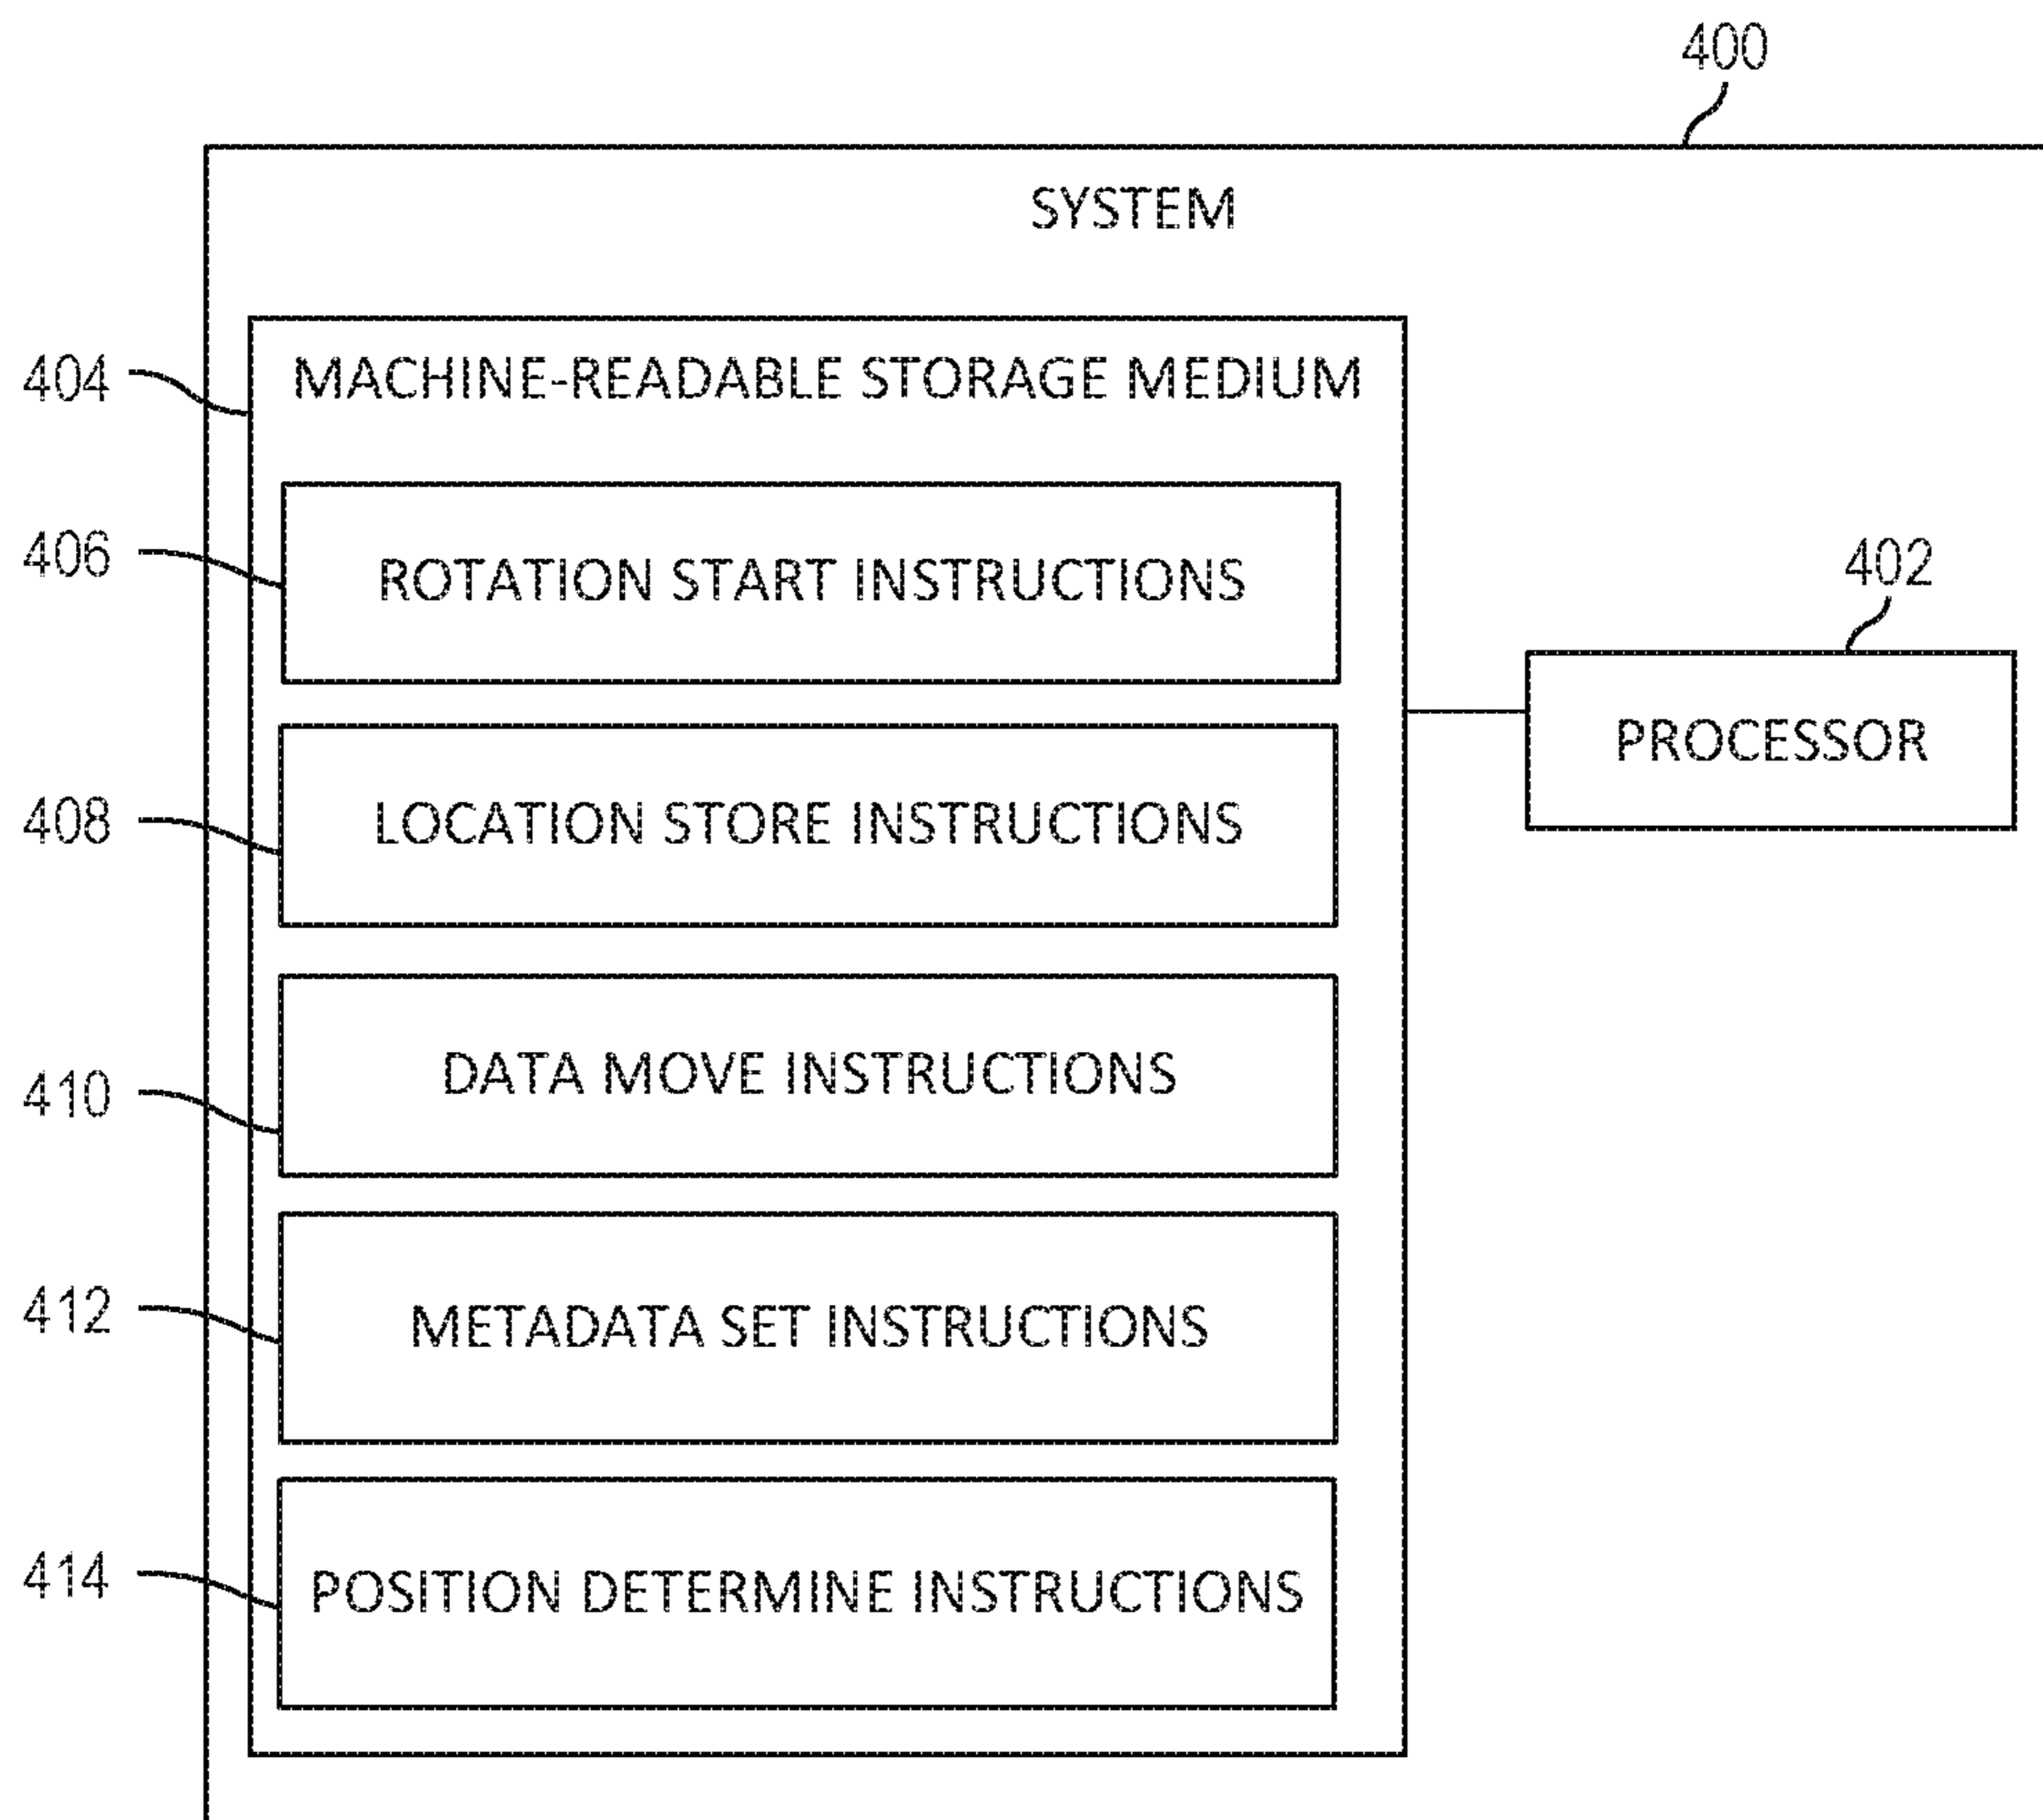 400
SYSTEM
404
MACHINE-READABLE STORAGE MEDIUM
406
ROTATION START INSTRUCTIONS
402
PROCESSOR
408
LOCATION STORE INSTRUCTIONS
410
DATA MOVE INSTRUCTIONS
412
METADATA SET INSTRUCTIONS
414
POSITION DETERMINE INSTRUCTIONS